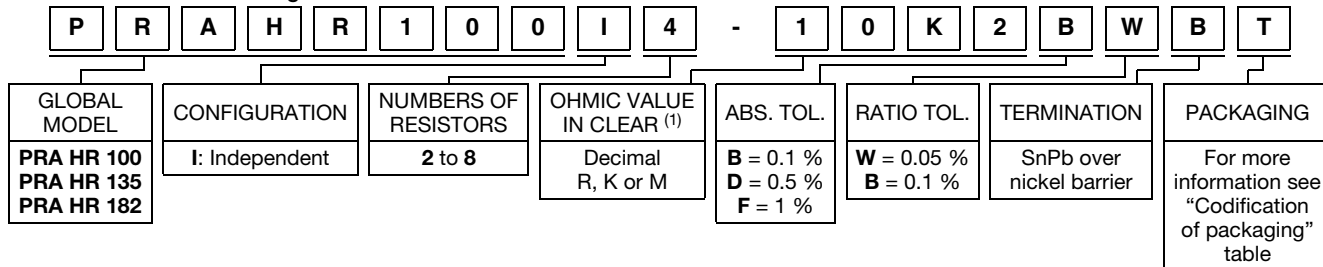 P R A H R 1 0 0 I 4 - 1 0 K 2 B W B T
GLOBAL
MODEL
PRA HR 100
PRA HR 135
PRA HR 182
CONFIGURATION
I: Independent
NUMBERS OF
RESISTORS
2 to 8
OHMIC VALUE
IN CLEAR (1)
Decimal
R, K or M
ABS. TOL.
B = 0.1 %
D = 0.5 %
F = 1 %
RATIO TOL.
W = 0.05 %
B = 0.1 %
TERMINATION
SnPb over
nickel barrier
PACKAGING
For more
information see
“Codification
of packaging”
table